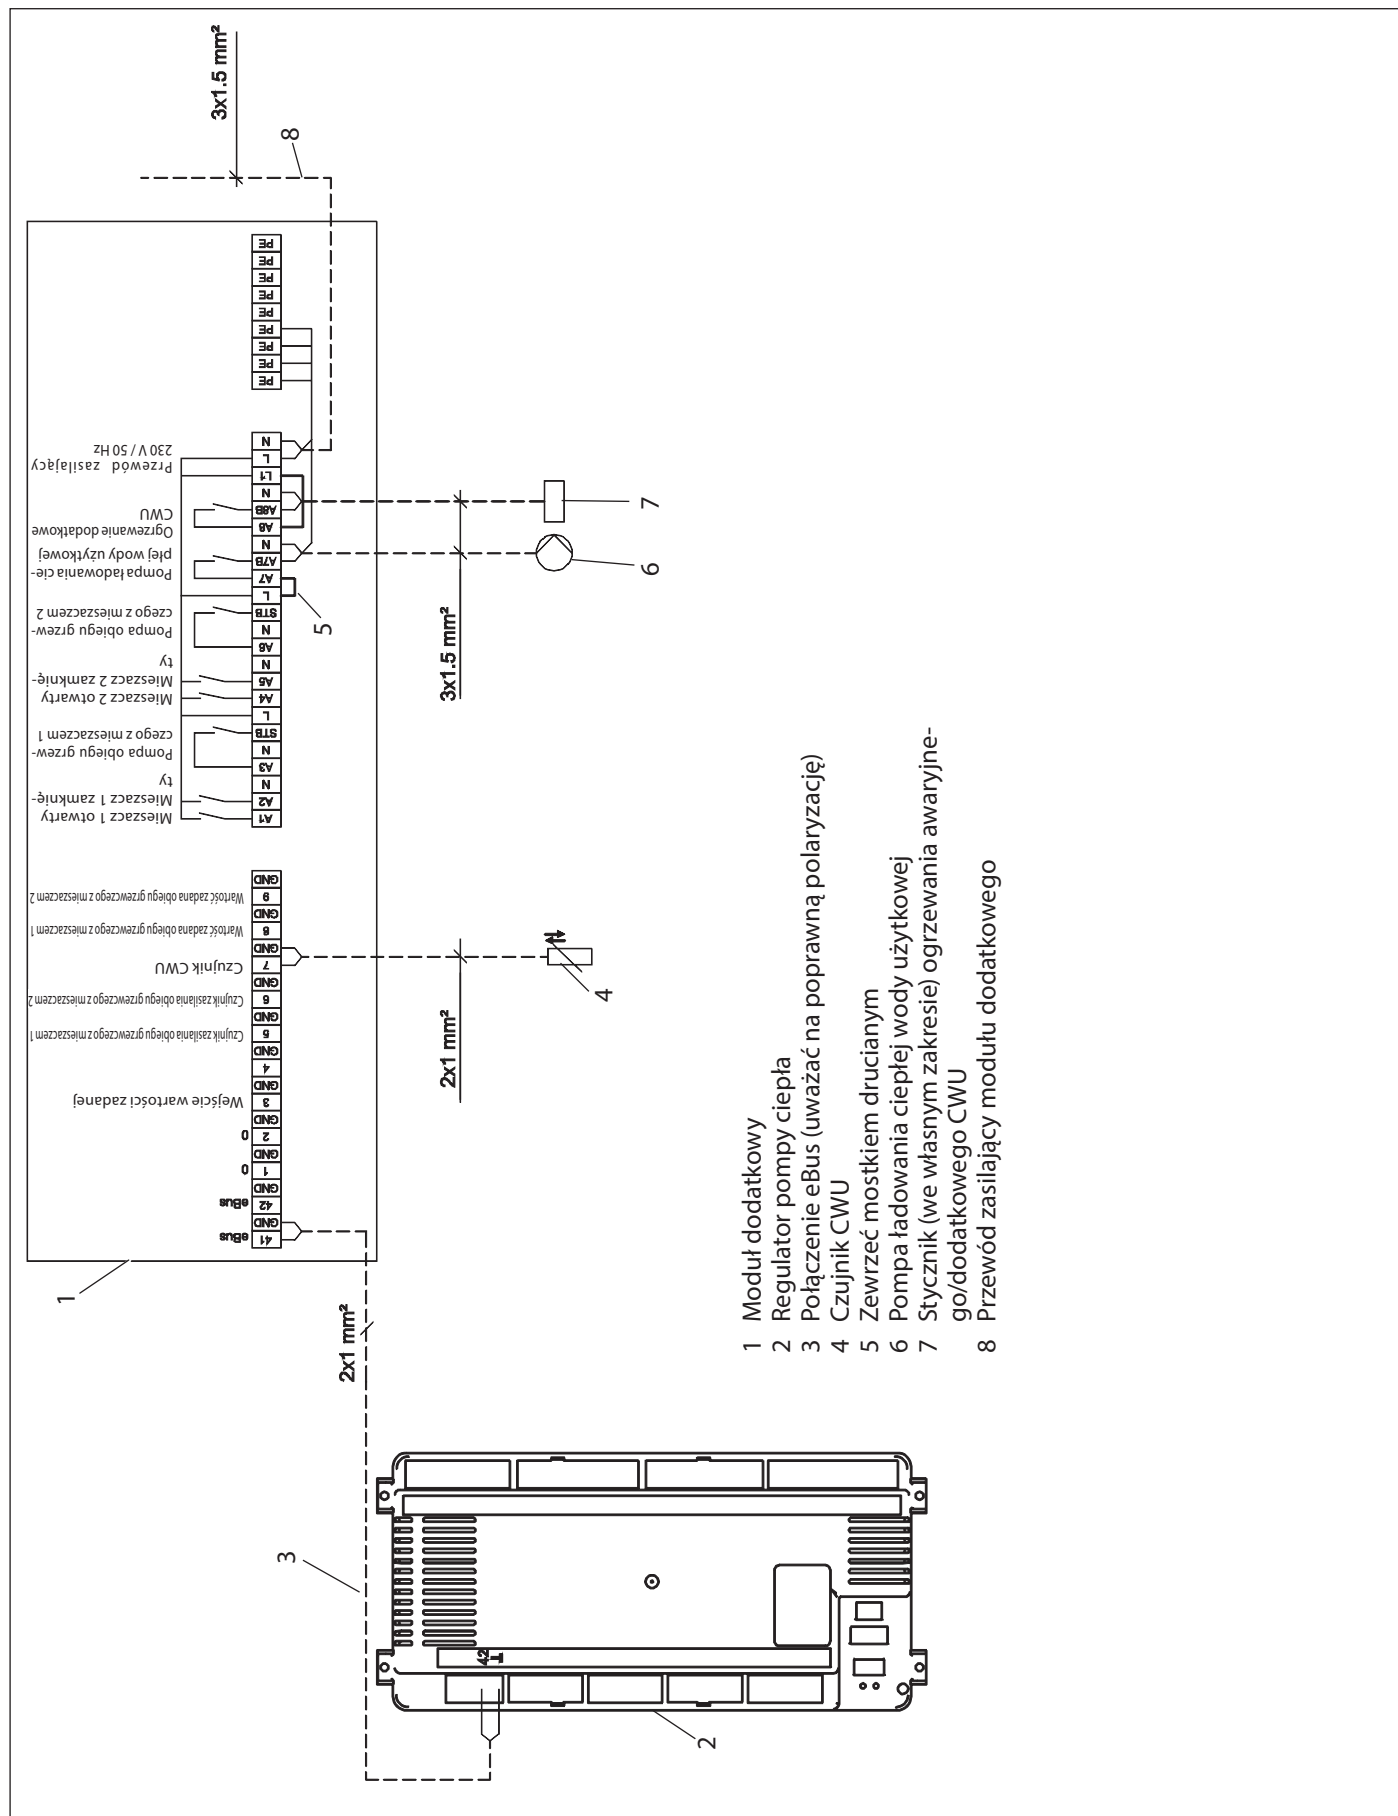 3x1.5 mm²
8
PE
PE
PE
PE
PE
PE
PE
PE
PE
Przewód zasilający
230 V / 50 Hz
N
L
L1
Ogrzewanie dodatkowe
CWU
N
A8B
A8
Pompa ładowania cie-
płej wody użytkowej
N
A7B
A7
L
Pompa obiegu grzew-
czego z mieszaczem 2
STB
N
A6
Mieszacz 2 zamknię-
ty
N
A5
Mieszacz 2 otwarty
A4
L
Pompa obiegu grzew-
czego z mieszaczem 1
STB
N
A3
Mieszacz 1 zamknię-
ty
N
A2
Mieszacz 1 otwarty
A1
GND
Wartość zadana obiegu grzewczego z mieszaczem 2
9
GND
Wartość zadana obiegu grzewczego z mieszaczem 1
8
GND
Czujnik CWU
7
GND
Czujnik zasilania obiegu grzewczego z mieszaczem 2
6
GND
Czujnik zasilania obiegu grzewczego z mieszaczem 1
5
GND
4
GND
Wejście wartości zadanej
3
GND
0
2
GND
0
1
GND
eBus
42
GND
eBus
41
1
5
7
6
3x1.5 mm²
4
2x1 mm²
2x1 mm²
3
42
2
1 Moduł dodatkowy
2 Regulator pompy ciepła
3 Połączenie eBus (uważać na poprawną polaryzację)
4 Czujnik CWU
5 Zewrzeć mostkiem drucianym
6 Pompa ładowania ciepłej wody użytkowej
7 Stycznik (we własnym zakresie) ogrzewania awaryjne-
go/dodatkowego CWU
8 Przewód zasilający modułu dodatkowego